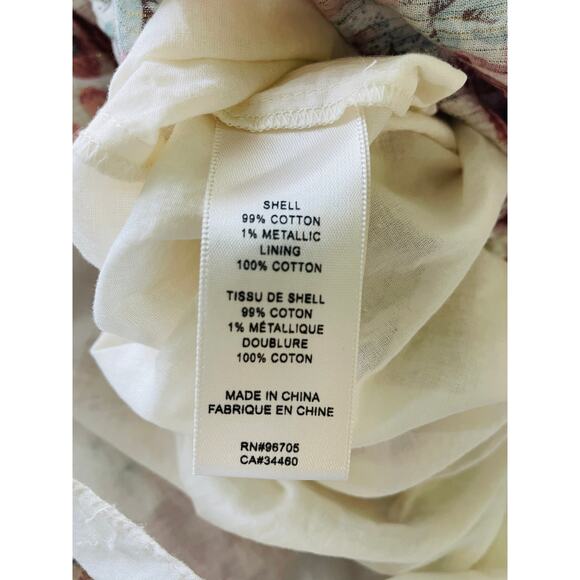 SHELL
99% COTTON
1% METALLIC
LINING
100% COTTON
TISSU DE SHELL
99% COTON
1% MÉTALLIQUE
DOUBLURE
100% COTON
MADE IN CHINA
FABRIQUE EN CHINE
RN#96705
CA#34460